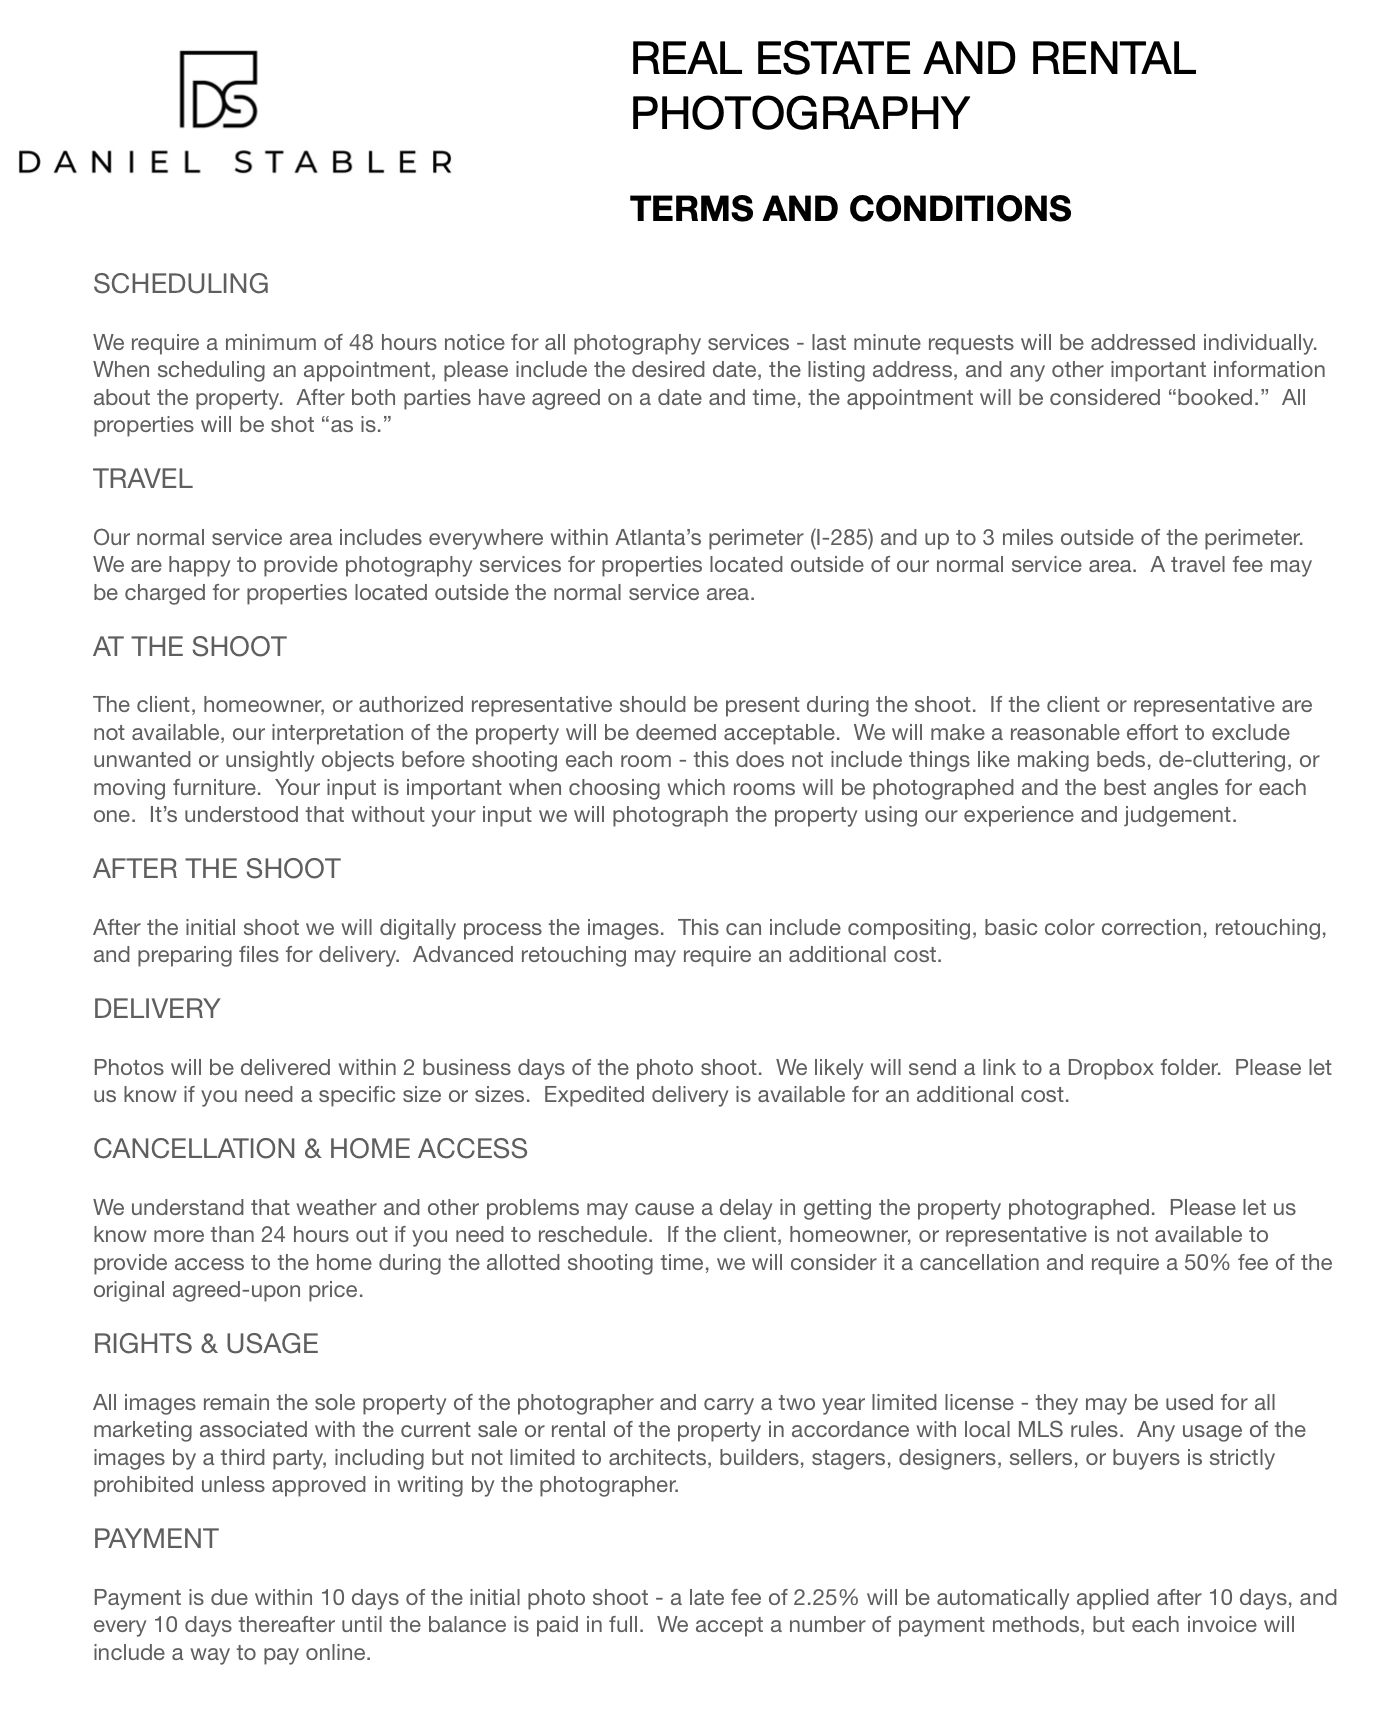 DS
DANIEL STABLER
REAL ESTATE AND RENTAL
PHOTOGRAPHY
TERMS AND CONDITIONS
SCHEDULING
We require a minimum of 48 hours notice for all photography services - last minute requests will be addressed individually.
When scheduling an appointment, please include the desired date, the listing address, and any other important information
about the property.  After both parties have agreed on a date and time, the appointment will be considered “booked.”  All
properties will be shot “as is.”
TRAVEL
Our normal service area includes everywhere within Atlanta’s perimeter (I-285) and up to 3 miles outside of the perimeter.
We are happy to provide photography services for properties located outside of our normal service area.  A travel fee may
be charged for properties located outside the normal service area.
AT THE SHOOT
The client, homeowner, or authorized representative should be present during the shoot.  If the client or representative are
not available, our interpretation of the property will be deemed acceptable.  We will make a reasonable effort to exclude
unwanted or unsightly objects before shooting each room - this does not include things like making beds, de-cluttering, or
moving furniture.  Your input is important when choosing which rooms will be photographed and the best angles for each
one.  It’s understood that without your input we will photograph the property using our experience and judgement.
AFTER THE SHOOT
After the initial shoot we will digitally process the images.  This can include compositing, basic color correction, retouching,
and preparing files for delivery.  Advanced retouching may require an additional cost.
DELIVERY
Photos will be delivered within 2 business days of the photo shoot.  We likely will send a link to a Dropbox folder.  Please let
us know if you need a specific size or sizes.  Expedited delivery is available for an additional cost.
CANCELLATION & HOME ACCESS
We understand that weather and other problems may cause a delay in getting the property photographed.  Please let us
know more than 24 hours out if you need to reschedule.  If the client, homeowner, or representative is not available to
provide access to the home during the allotted shooting time, we will consider it a cancellation and require a 50% fee of the
original agreed-upon price.
RIGHTS & USAGE
All images remain the sole property of the photographer and carry a two year limited license - they may be used for all
marketing associated with the current sale or rental of the property in accordance with local MLS rules.  Any usage of the
images by a third party, including but not limited to architects, builders, stagers, designers, sellers, or buyers is strictly
prohibited unless approved in writing by the photographer.
PAYMENT
Payment is due within 10 days of the initial photo shoot - a late fee of 2.25% will be automatically applied after 10 days, and
every 10 days thereafter until the balance is paid in full.  We accept a number of payment methods, but each invoice will
include a way to pay online.